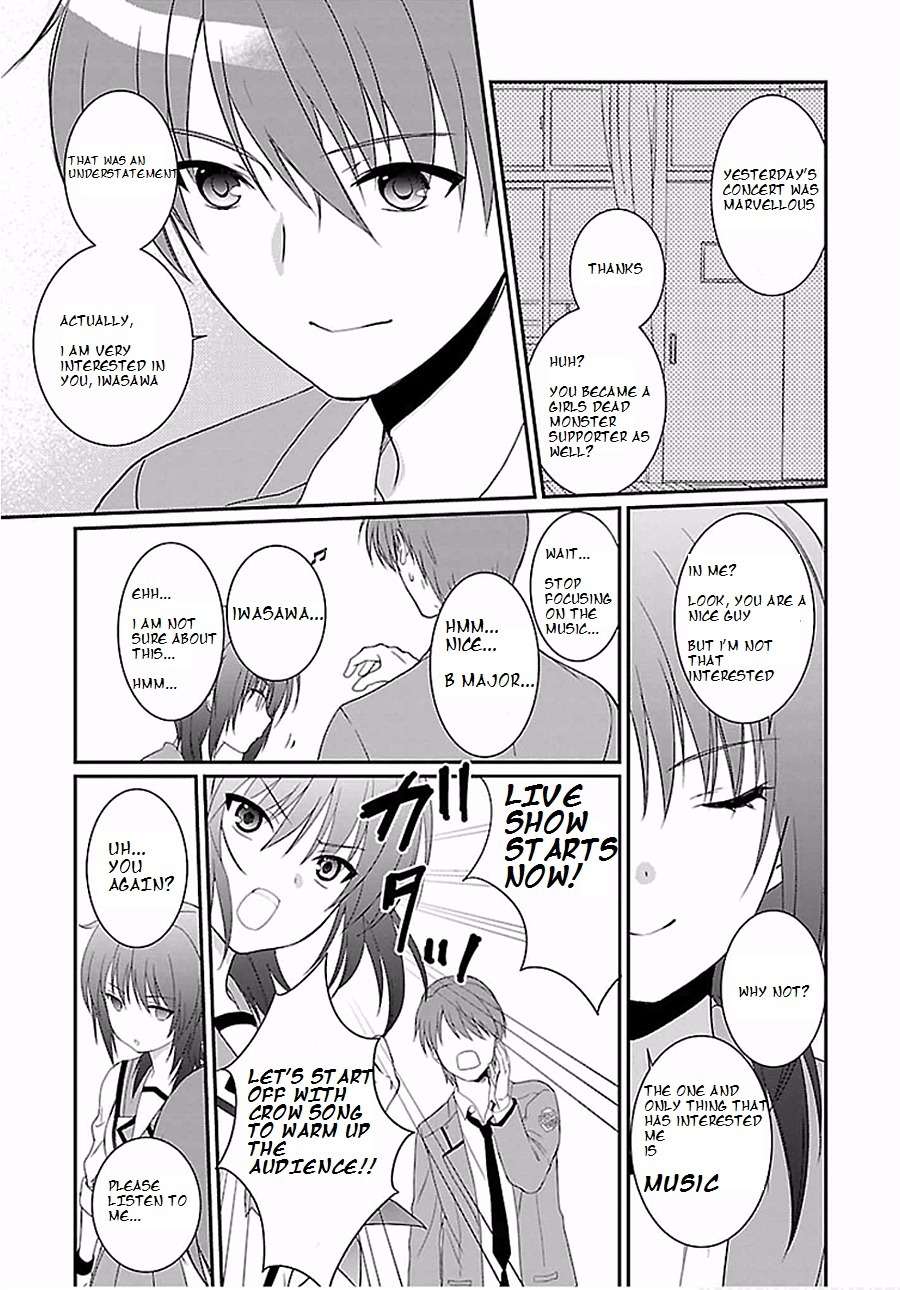 YESTERDAY'S
CONCERT WAS
MARVELLOUS
THANKS
HUH?
YOU BECAME A
GIRLS DEAD
MONSTER
SUPPORTER AS
WELL?
THAT WAS AN
UNDERSTATEMENT
ACTUALLY,
I AM VERY
INTERESTED IN
YOU, IWASAWA
IN ME?
LOOK, YOU ARE A
NICE GUY
BUT I'M NOT
THAT
INTERESTED
WHY NOT?
THE ONE AND
ONLY THING THAT
HAS INTERESTED
ME
IS
MUSIC
WAIT...
STOP
FOCUSING
ON THE
MUSIC...
HMM...
NICE...
B MAJOR...
IWASAWA...
EHH...
I AM NOT
SURE ABOUT
THIS...
HMM...
LIVE
SHOW
STARTS
NOW!
ガタッ
LET'S START
OFF WITH
CROW SONG
TO WARM UP
THE
AUDIENCE!!
UH...
YOU
AGAIN?
PLEASE
LISTEN TO
ME...